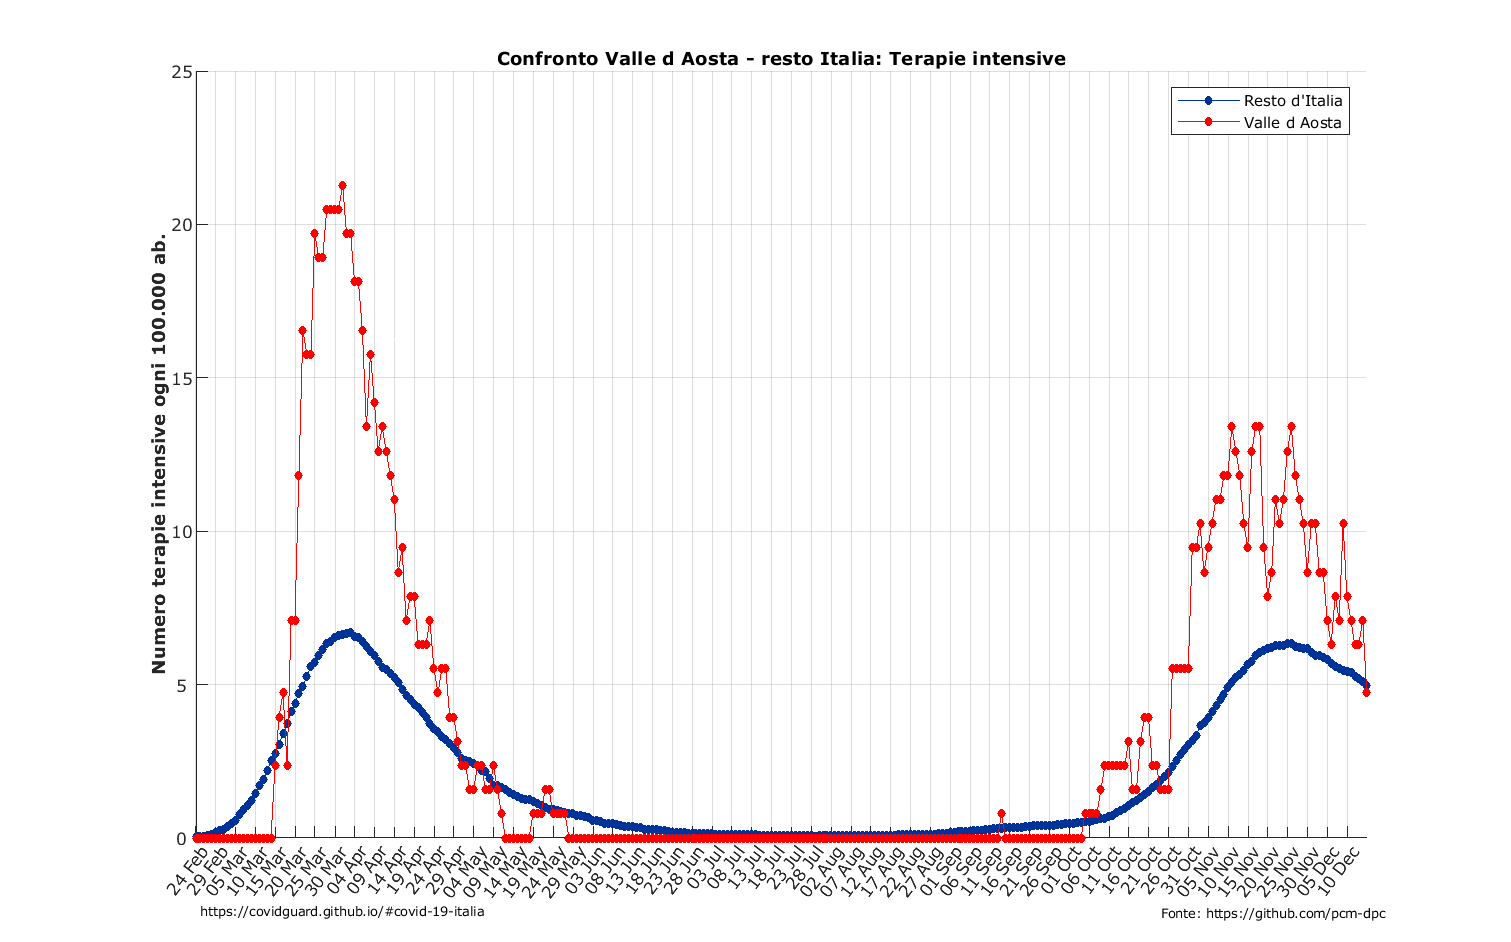 Confronto Valle d Aosta - resto Italia: Terapie intensive
Resto d'Italia
Valle d Aosta
Numero terapie intensive ogni 100.000 ab.
25
20
15
10
5
0
24 Feb
29 Feb
05 Mar
10 Mar
15 Mar
20 Mar
25 Mar
30 Mar
04 Apr
09 Apr
14 Apr
19 Apr
24 Apr
29 Apr
04 May
09 May
14 May
19 May
24 May
29 May
03 Jun
08 Jun
13 Jun
18 Jun
23 Jun
28 Jun
03 Jul
08 Jul
13 Jul
18 Jul
23 Jul
28 Jul
02 Aug
07 Aug
12 Aug
17 Aug
22 Aug
27 Aug
01 Sep
06 Sep
11 Sep
16 Sep
21 Sep
26 Sep
01 Oct
06 Oct
11 Oct
16 Oct
21 Oct
26 Oct
31 Oct
05 Nov
10 Nov
15 Nov
20 Nov
25 Nov
30 Nov
05 Dec
10 Dec
https://covidguard.github.io/#covid-19-italia
Fonte: https://github.com/pcm-dpc